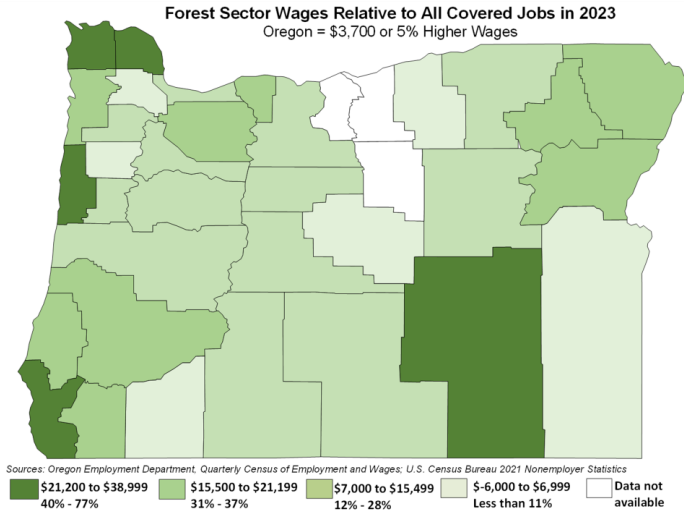 Forest Sector Wages Relative to All Covered Jobs in 2023
Oregon = $3,700 or 5% Higher Wages
Sources: Oregon Employment Department, Quarterly Census of Employment and Wages; U.S. Census Bureau 2021 Nonemployer Statistics
$21,200 to $38,999
40% - 77%
$15,500 to $21,199
31% - 37%
$7,000 to $15,499
12% - 28%
$-6,000 to $6,999
Less than 11%
Data not
available